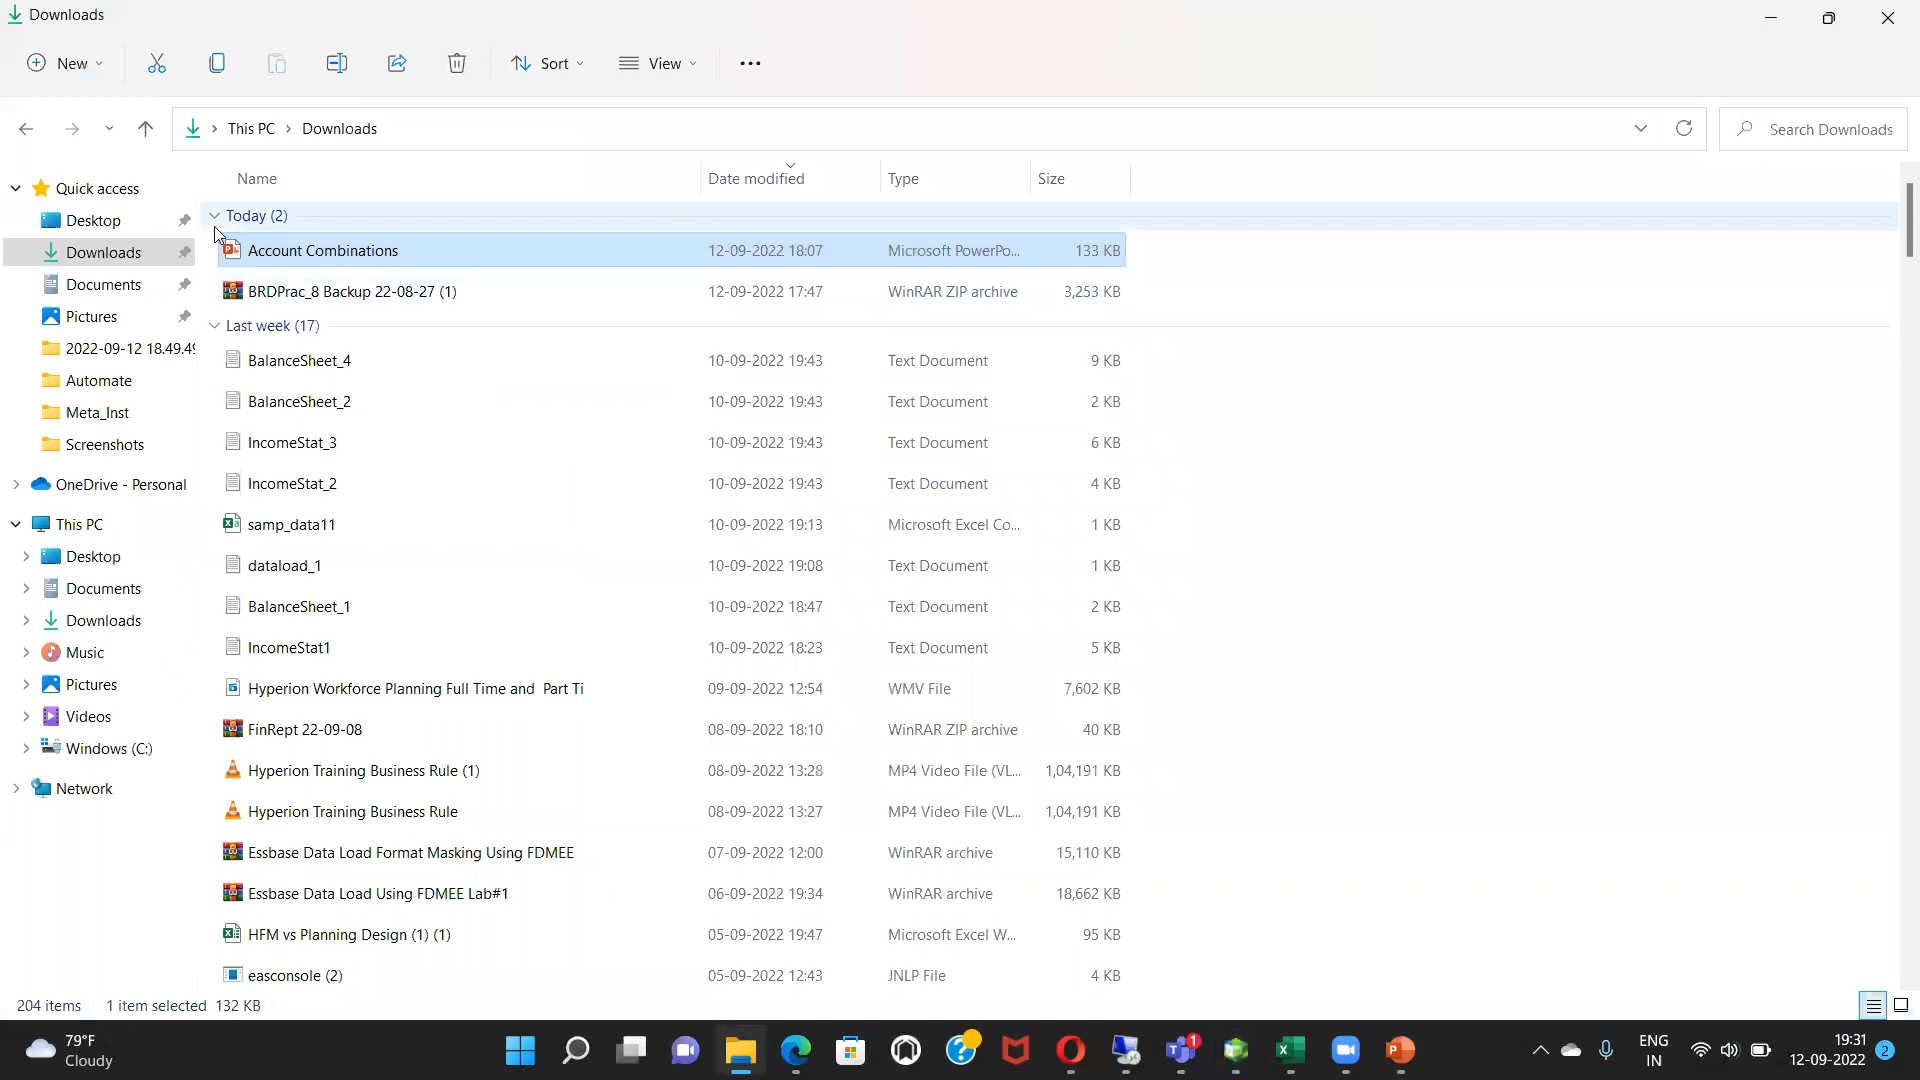 Downloads
New
Sort
View
This PC > Downloads
Search Downloads
Name Date modified Type Size
Quick access
Desktop
Downloads
Documents
Pictures
2022-09-12 18.49.49
Automate
Meta_Inst
Screenshots
OneDrive - Personal
This PC
Desktop
Documents
Downloads
Music
Pictures
Videos
Windows (C:)
Network
Today (2)
Account Combinations 12-09-2022 18:07 Microsoft PowerPo... 133 KB
BRDPrac_8 Backup 22-08-27 (1) 12-09-2022 17:47 WinRAR ZIP archive 3,253 KB
Last week (17)
BalanceSheet_4 10-09-2022 19:43 Text Document 9 KB
BalanceSheet_2 10-09-2022 19:43 Text Document 2 KB
IncomeStat_3 10-09-2022 19:43 Text Document 6 KB
IncomeStat_2 10-09-2022 19:43 Text Document 4 KB
samp_data11 10-09-2022 19:13 Microsoft Excel Co... 1 KB
dataload_1 10-09-2022 19:08 Text Document 1 KB
BalanceSheet_1 10-09-2022 18:47 Text Document 2 KB
IncomeStat1 10-09-2022 18:23 Text Document 5 KB
Hyperion Workforce Planning Full Time and Part Ti 09-09-2022 12:54 WMV File 7,602 KB
FinRept 22-09-08 08-09-2022 18:10 WinRAR ZIP archive 40 KB
Hyperion Training Business Rule (1) 08-09-2022 13:28 MP4 Video File (VL... 1,04,191 KB
Hyperion Training Business Rule 08-09-2022 13:27 MP4 Video File (VL... 1,04,191 KB
Essbase Data Load Format Masking Using FDMEE 07-09-2022 12:00 WinRAR archive 15,110 KB
Essbase Data Load Using FDMEE Lab#1 06-09-2022 19:34 WinRAR archive 18,662 KB
HFM vs Planning Design (1) (1) 05-09-2022 19:47 Microsoft Excel W... 95 KB
easconsole (2) 05-09-2022 12:43 JNLP File 4 KB
204 items 1 item selected 132 KB
79°F
Cloudy
1
ENG
IN
19:31
12-09-2022
2